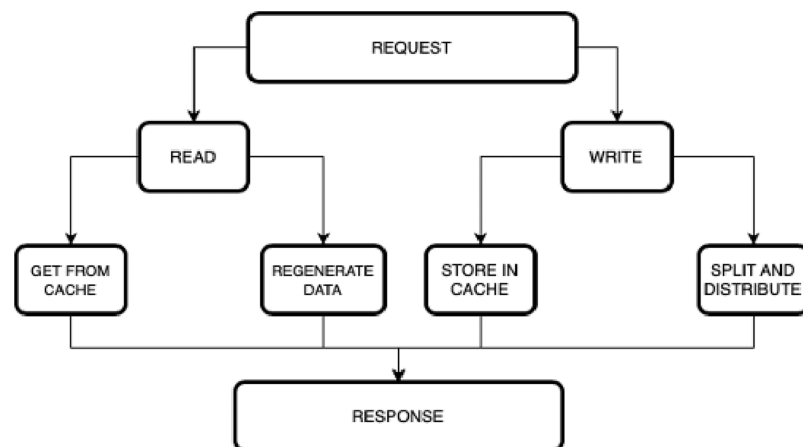 REQUEST
READ
WRITE
GET FROM
CACHE
REGENERATE
DATA
STORE IN
CACHE
SPLIT AND
DISTRIBUTE
RESPONSE